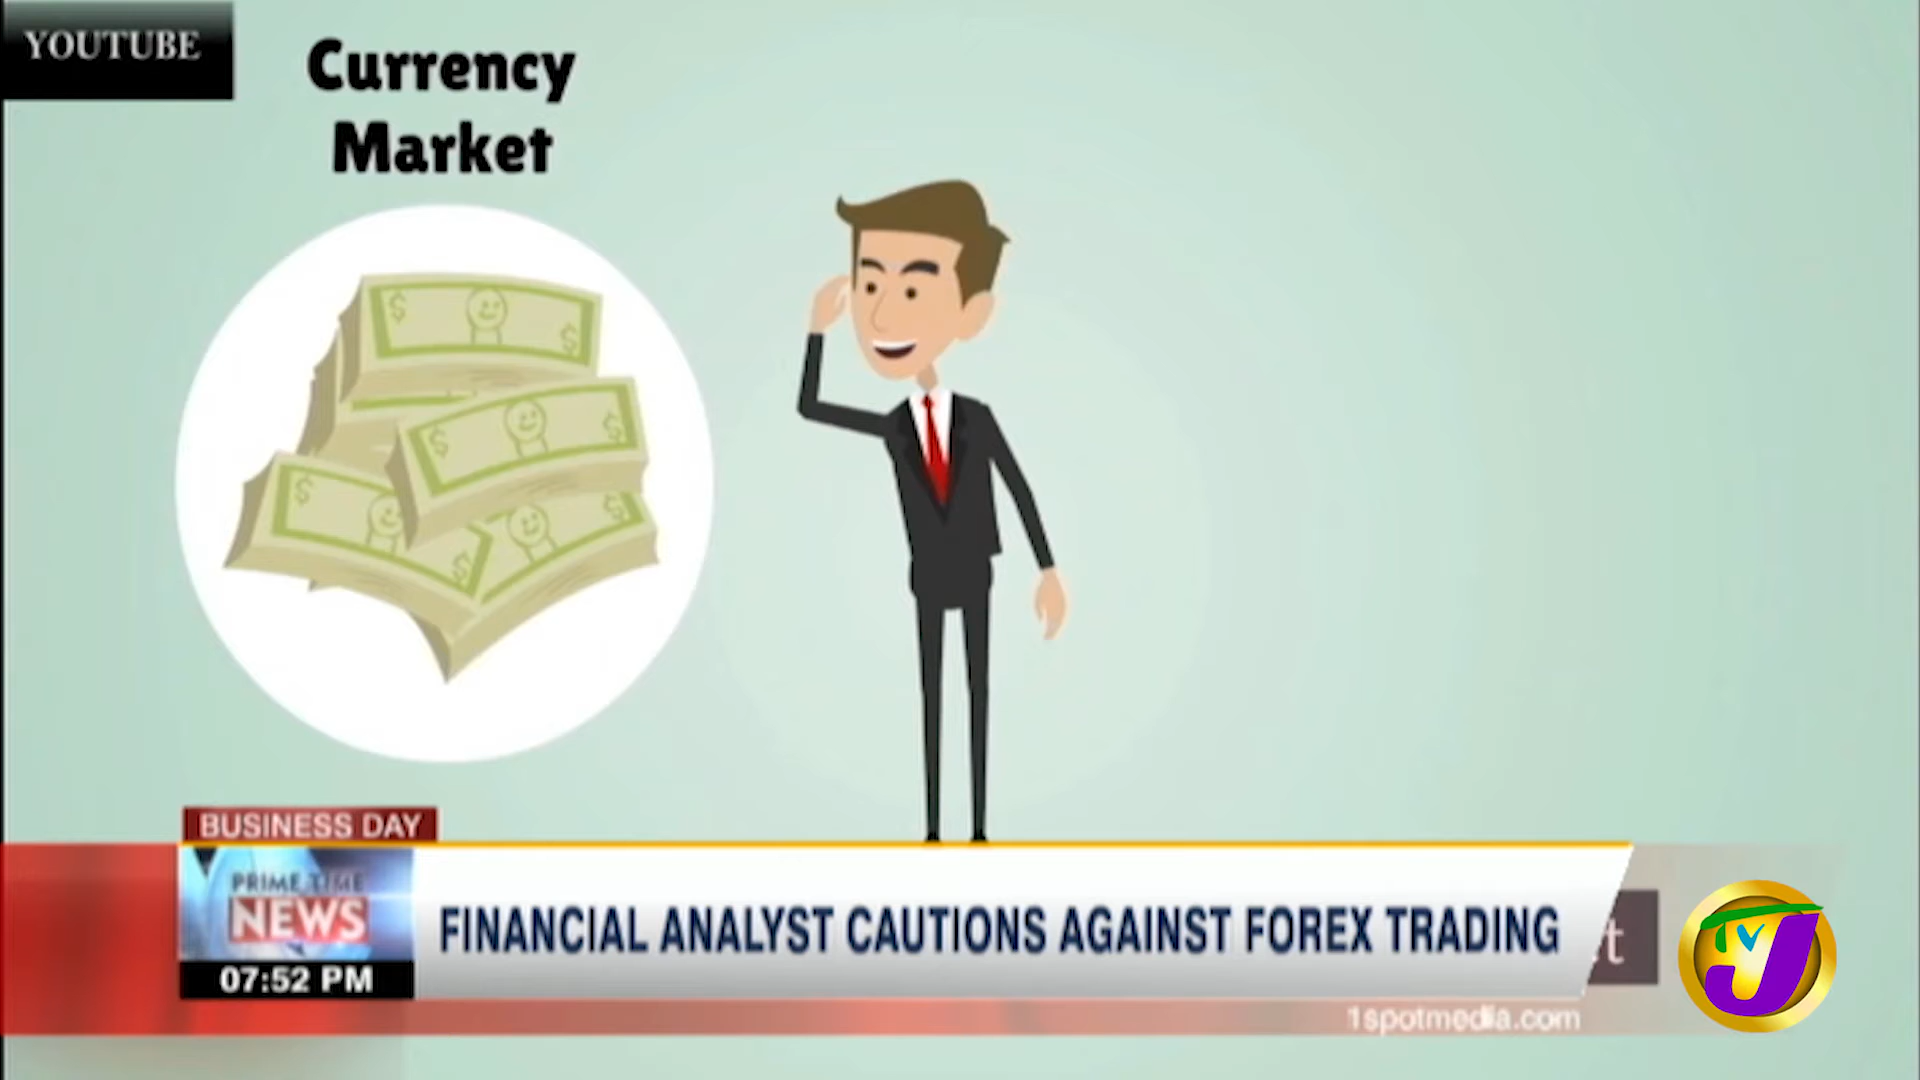 YOUTUBE
Currency
Market
$ $
$ $
$ $
$
BUSINESS DAY
PRIME TIME
NEWS
07:52 PM
FINANCIAL ANALYST CAUTIONS AGAINST FOREX TRADING
TVJ
1spotmedia.com